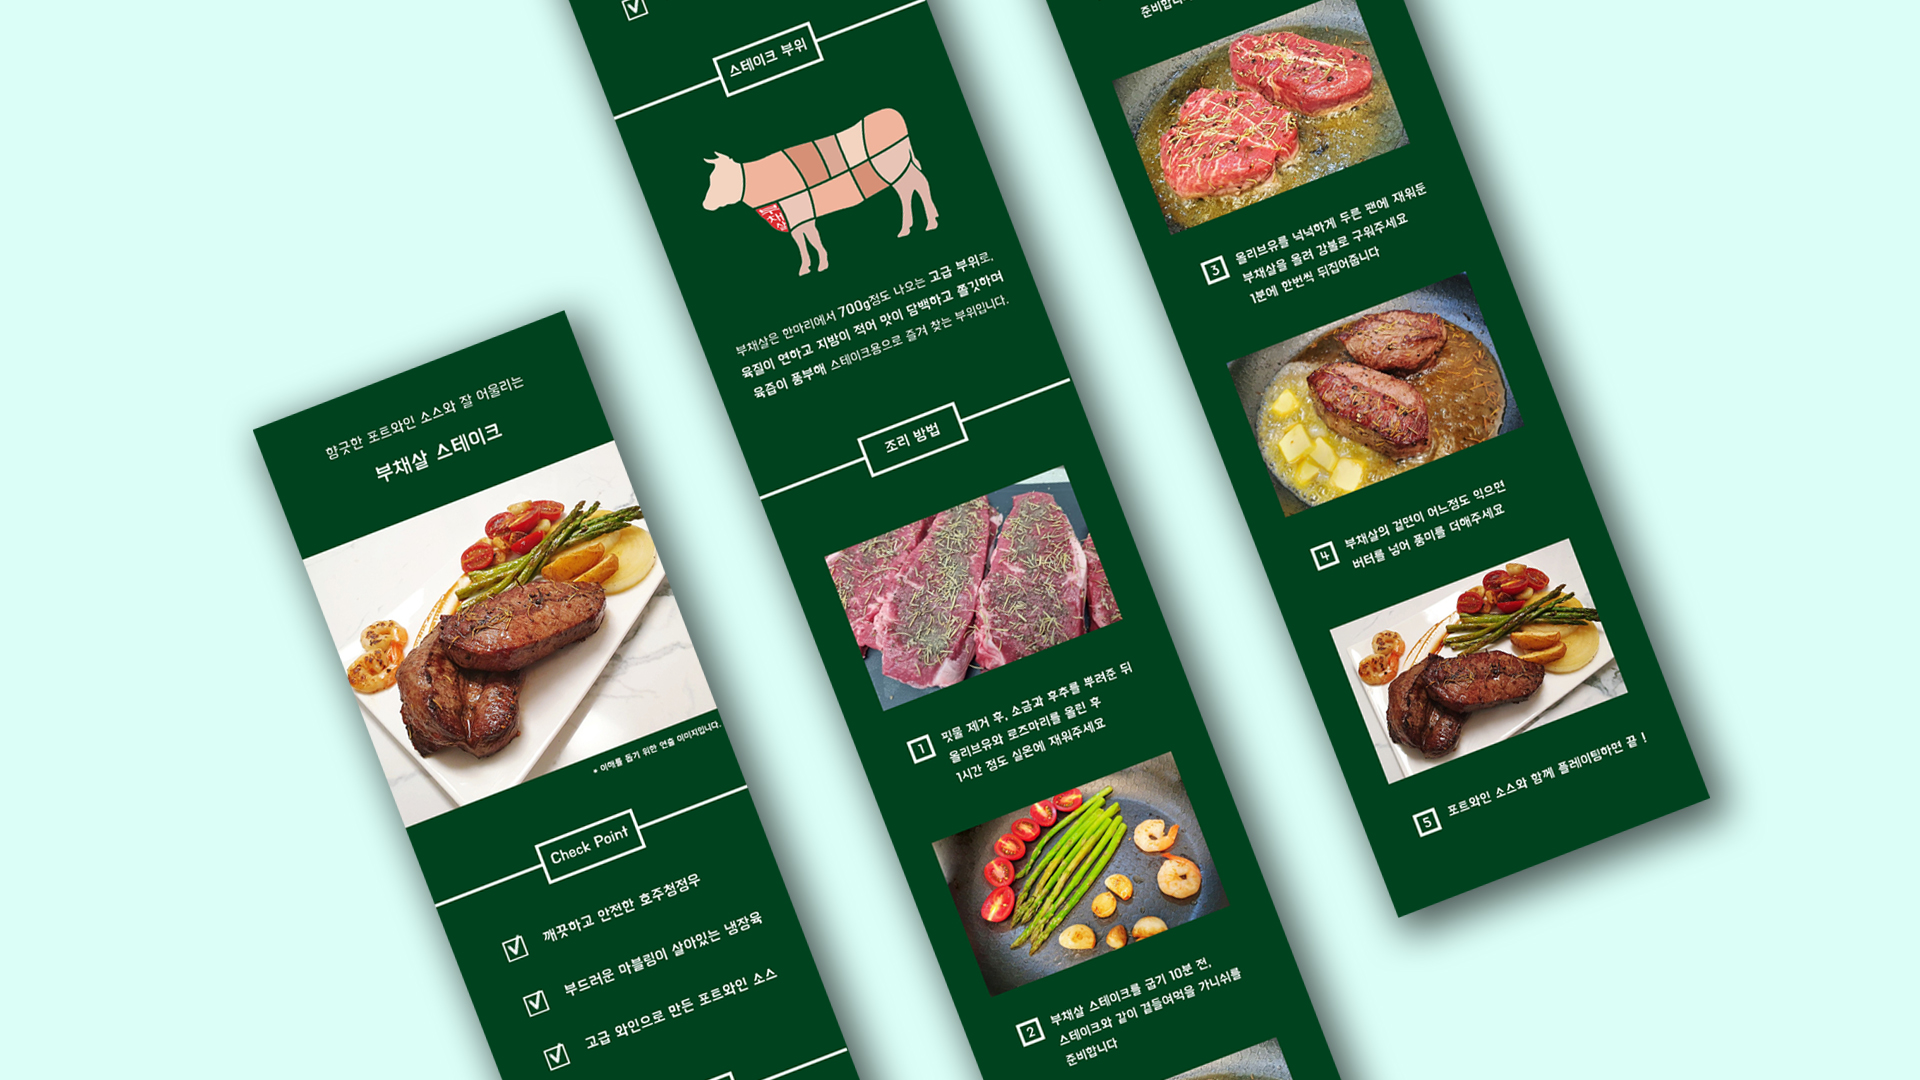 향긋한 포트와인 소스와 잘 어울리는
부채살 스테이크
* 이해를 돕기 위한 연출 이미지입니다.
Check Point
깨끗하고 안전한 호주청정우
부드러운 마블링이 살아있는 냉장육
고급 와인으로 만든 포트와인 소스
스테이크 부위
부채살
부채살은 한마리에서 700g정도 나오는 고급 부위로,
육질이 연하고 지방이 적어 맛이 담백하고 쫄깃하며
육즙이 풍부해 스테이크용으로 즐겨 찾는 부위입니다.
조리 방법
1
핏물 제거 후, 소금과 후추를 뿌려준 뒤
올리브유와 로즈마리를 올린 후
1시간 정도 실온에 재워주세요
2
부채살 스테이크를 굽기 10분 전,
스테이크와 같이 곁들여먹을 가니쉬를
준비합니다
준비합니다
3
올리브유를 넉넉하게 두른 팬에 재워둔
부채살을 올려 강불로 구워주세요
1분에 한번씩 뒤집어줍니다
4
부채살의 겉면이 어느정도 익으면
버터를 넣어 풍미를 더해주세요
5
포트와인 소스와 함께 플레이팅하면 끝 !